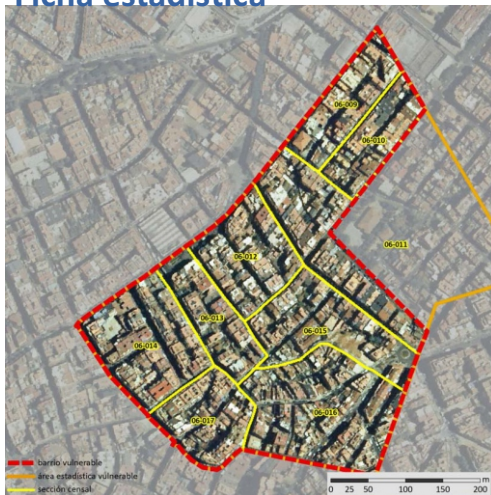 Ficha estadística
06-009
06-010
06-011
06-012
06-013
06-015
06-014
06-016
06-017
barrio vulnerable
área estadística vulnerable
sección censal
m
0 25 50 100 150 200